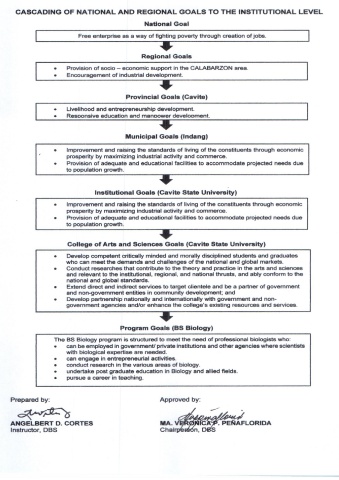 CASCADING OF NATIONAL AND REGIONAL GOALS TO THE INSTITUTIONAL LEVEL
National Goal
Free enterprise as a way of fighting poverty through creation of jobs.
Regional Goals
• Provision of socio – economic support in the CALABARZON area.
• Encouragement of industrial development.
Provincial Goals (Cavite)
• Livelihood and entrepreneurship development.
• Responsive education and manpower development.
Municipal Goals (Indang)
• Improvement and raising the standards of living of the constituents through economic
prosperity by maximizing industrial activity and commerce.
• Provision of adequate and educational facilities to accommodate projected needs due
to population growth.
Institutional Goals (Cavite State University)
• Improvement and raising the standards of living of the constituents through economic
prosperity by maximizing industrial activity and commerce.
• Provision of adequate and educational facilities to accommodate projected needs due
to population growth.
College of Arts and Sciences Goals (Cavite State University)
• Develop competent critically minded and morally disciplined students and graduates
who can meet the demands and challenges of the national and global markets.
• Conduct researches that contribute to the theory and practice in the arts and sciences
and relevant to the institutional, regional, and national thrusts, and ably conform to the
national and global standards.
• Extend direct and indirect services to target clientele and be a partner of government
and non-government entities in community development; and
• Develop partnership nationally and internationally with government and non-
government agencies and/or enhance the college's existing resources and services.
Program Goals (BS Biology)
The BS Biology program is structured to meet the need of professional biologists who:
• can be employed in government/ private institutions and other agencies where scientists
with biological expertise are needed.
• can engage in entrepreneurial activities.
• conduct research in the various areas of biology.
• undertake post graduate education in Biology and allied fields.
• pursue a career in teaching.
Prepared by:
Approved by:
ANGELBERT D. CORTES
MA. VERONICA P. PEÑAFLORIDA
Instructor, DBS
Chairperson, DBS